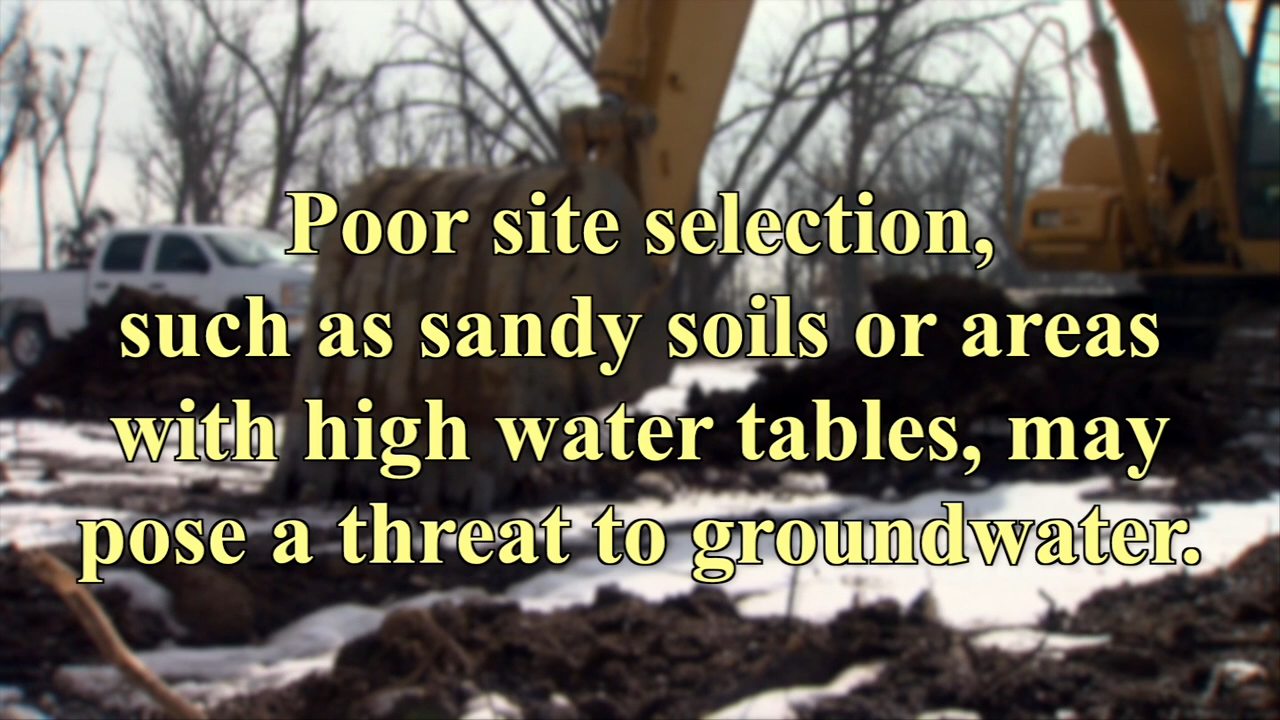 Poor site selection,
such as sandy soils or areas
with high water tables, may
pose a threat to groundwater.